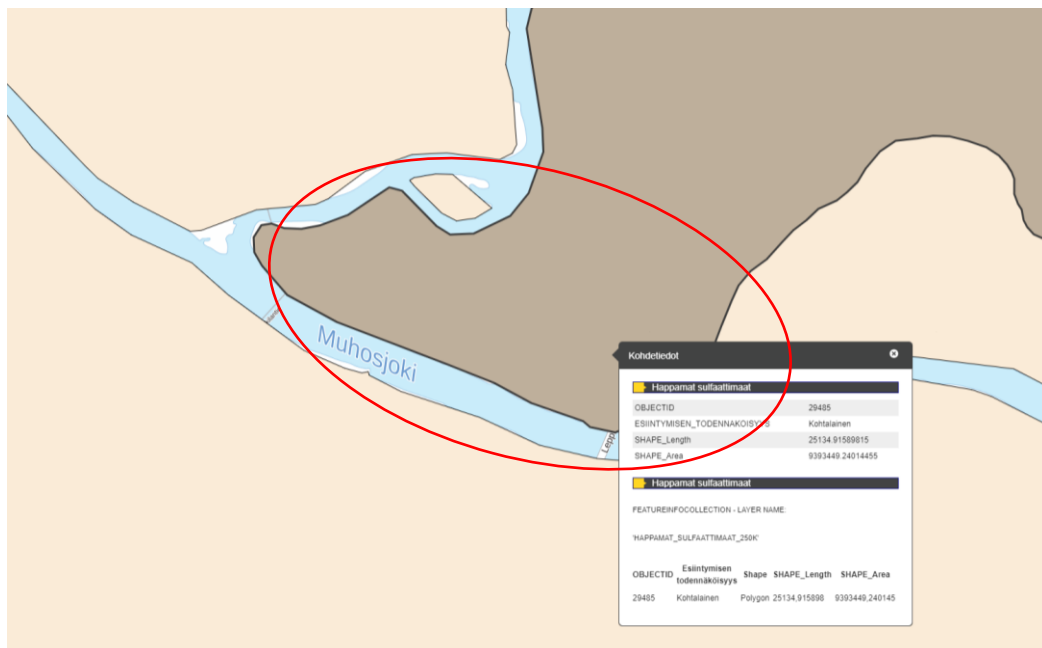 Muhosjoki
Lepp
Kohdetiedot
Happamat sulfaattimaat
OBJECTID 29485
ESIINTYMISEN_TODENNAKOISYYS Kohtalainen
SHAPE_Length 25134.91589815
SHAPE_Area 9393449.24014455
Happamat sulfaattimaat
FEATUREINFOCOLLECTION - LAYER NAME:
'HAPPAMAT_SULFAATTIMAAT_250K'
OBJECTID Esiintymisen todennäköisyys Shape SHAPE_Length SHAPE_Area
29485 Kohtalainen Polygon 25134,915898 9393449,240145